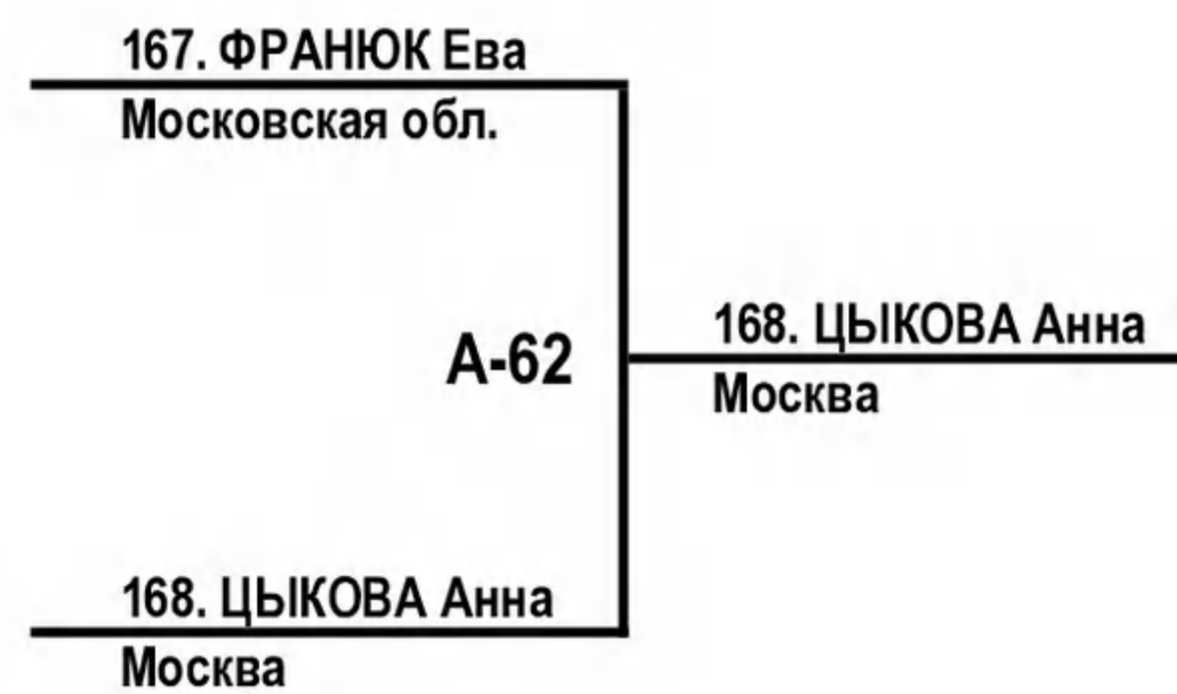 167. ФРАНЮК Ева
Московская обл.
А-62
168. ЦЫКОВА Анна
Москва
168. ЦЫКОВА Анна
Москва